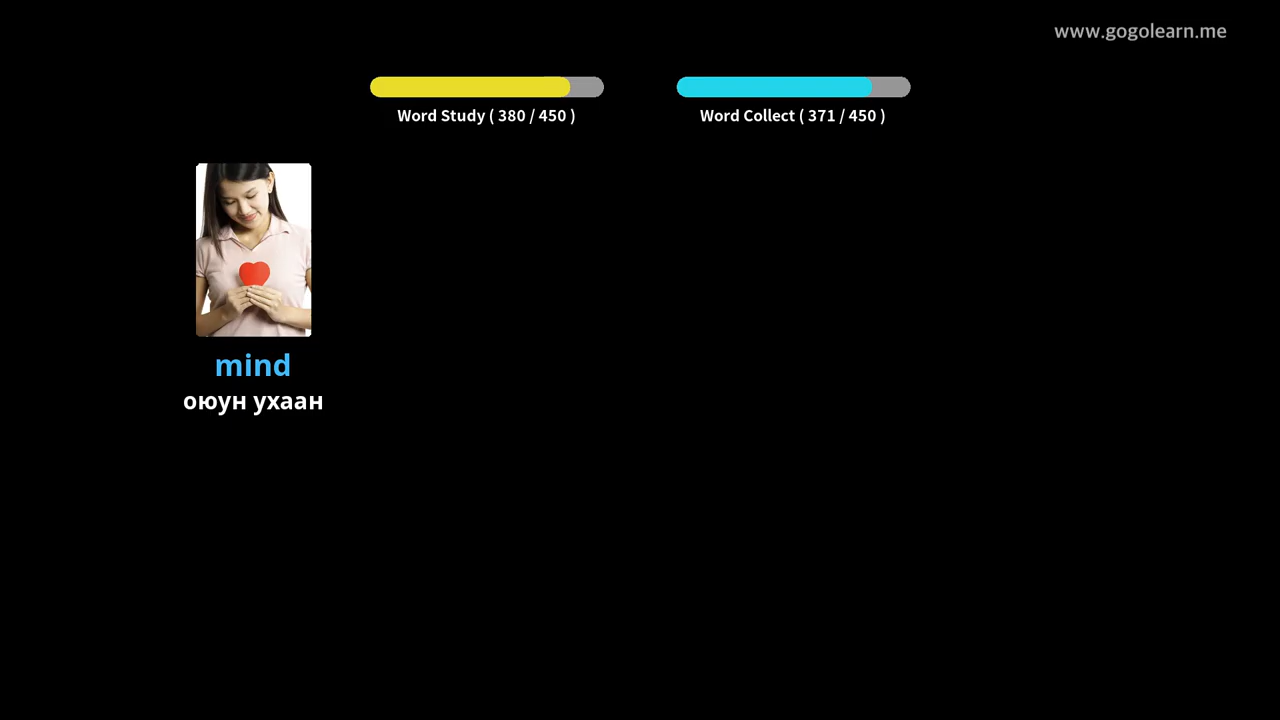 www.gogolearn.me
Word Study ( 380 / 450 )
Word Collect ( 371 / 450 )
mind
оюун ухаан